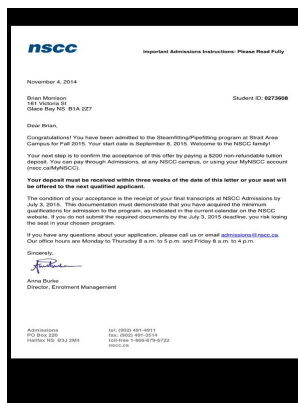 nscc
Important Admissions Instructions: Please Read Fully
November 4, 2014
Brian Morrison
Student ID: 0273608
161 Victoria St
Glace Bay NS B1A 2Z7
Dear Brian,
Congratulations! You have been admitted to the Steamfitting/Pipefitting program at Strait Area
Campus for Fall 2015. Your start date is September 8, 2015. Welcome to the NSCC family!
Your next step is to confirm the acceptance of this offer by paying a $200 non-refundable tuition
deposit. You can pay through Admissions, at any NSCC campus, or using your MyNSCC account
(nscc.ca/MyNSCC).
Your deposit must be received within three weeks of the date of this letter or your seat will
be offered to the next qualified applicant.
The condition of your acceptance is the receipt of your final transcripts at NSCC Admissions by
July 3, 2015. This documentation must demonstrate that you have acquired the minimum
qualifications for admission to the program, as indicated in the current calendar on the NSCC
website. If you do not submit the required documents by the July 3, 2015 deadline, you risk losing
the seat in your chosen program.
If you have any questions about your application, please call us or email admissions@nscc.ca.
Our office hours are Monday to Thursday 8 a.m. to 5 p.m. and Friday 8 a.m. to 4 p.m.
Sincerely,
Anna Burke
Director, Enrolment Management
Admissions
PO Box 220
Halifax NS B3J 2M4
tel: (902) 491-4911
fax: (902) 491-3514
toll-free 1-866-679-6722
nscc.ca